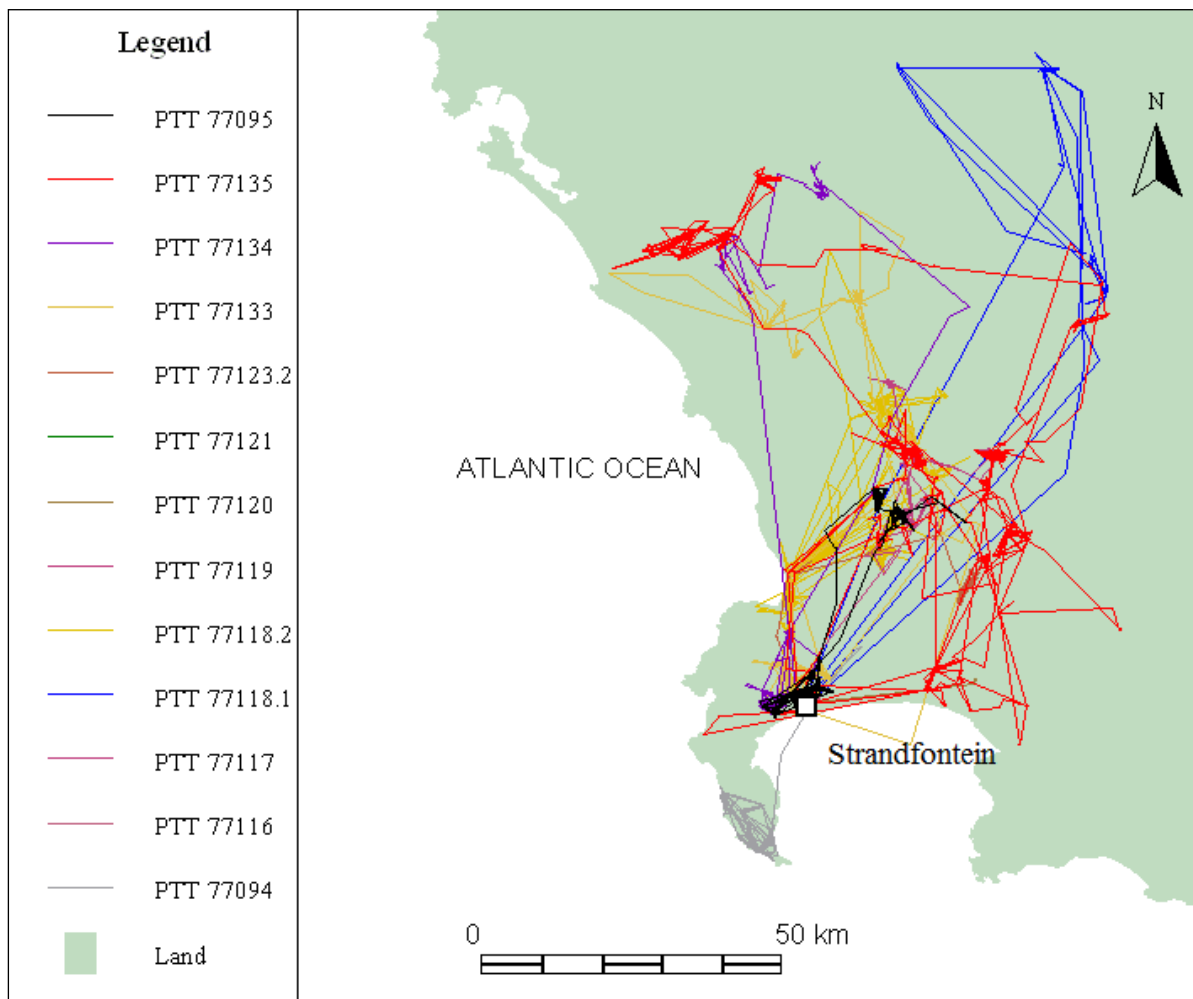 Legend
PTT 77095
PTT 77135
PTT 77134
PTT 77133
PTT 77123.2
PTT 77121
PTT 77120
PTT 77119
PTT 77118.2
PTT 77118.1
PTT 77117
PTT 77116
PTT 77094
Land
N
ATLANTIC OCEAN
Strandfontein
0 50 km